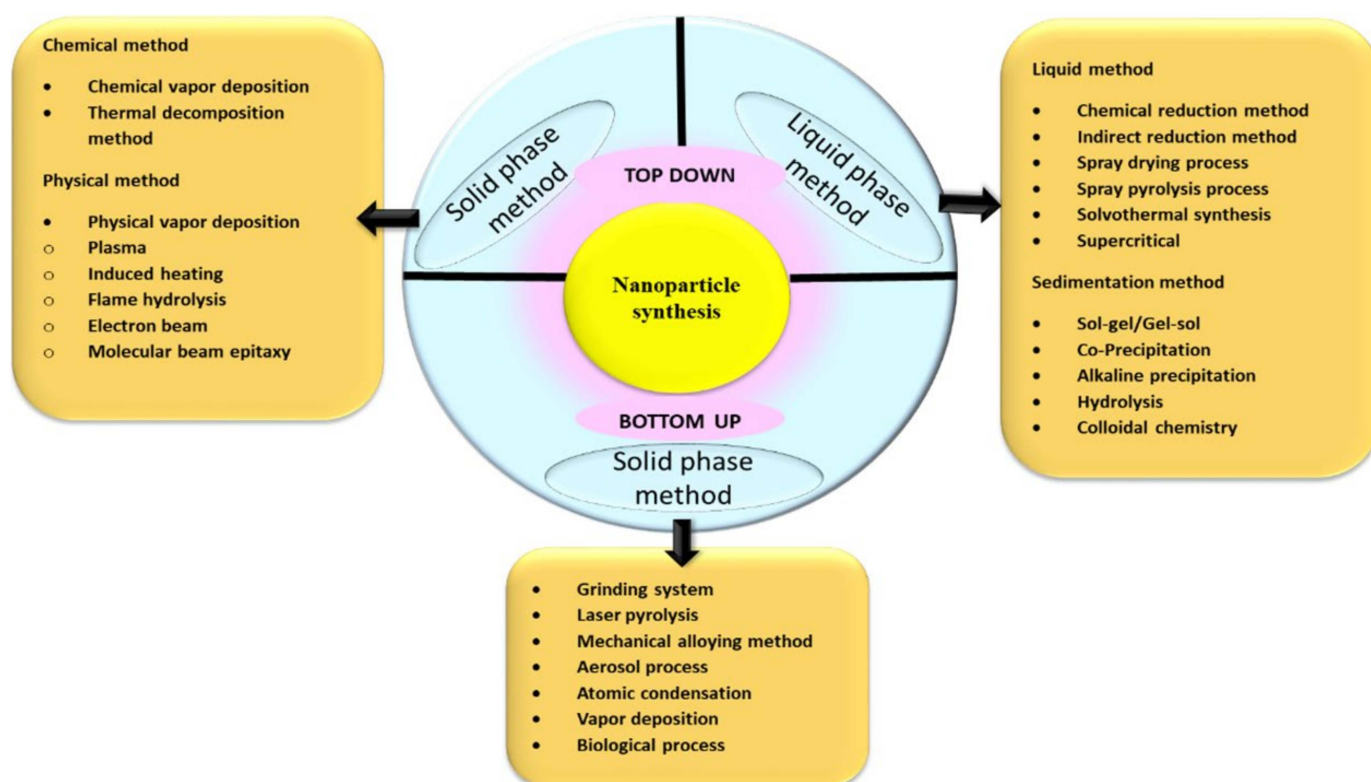 Chemical method
• Chemical vapor deposition
• Thermal decomposition
method
Physical method
• Physical vapor deposition
o Plasma
o Induced heating
o Flame hydrolysis
o Electron beam
o Molecular beam epitaxy
Solid phase
method
Liquid phase
method
TOP DOWN
Nanoparticle
synthesis
BOTTOM UP
Solid phase
method
Liquid method
• Chemical reduction method
• Indirect reduction method
• Spray drying process
• Spray pyrolysis process
• Solvothermal synthesis
• Supercritical
Sedimentation method
• Sol-gel/Gel-sol
• Co-Precipitation
• Alkaline precipitation
• Hydrolysis
• Colloidal chemistry
• Grinding system
• Laser pyrolysis
• Mechanical alloying method
• Aerosol process
• Atomic condensation
• Vapor deposition
• Biological process